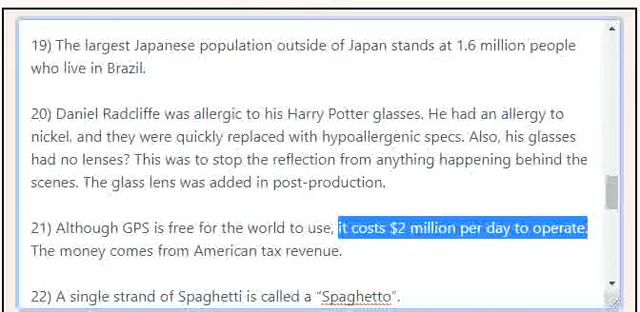 19) The largest Japanese population outside of Japan stands at 1.6 million people
who live in Brazil.
20) Daniel Radcliffe was allergic to his Harry Potter glasses. He had an allergy to
nickel, and they were quickly replaced with hypoallergenic specs. Also, his glasses
had no lenses? This was to stop the reflection from anything happening behind the
scenes. The glass lens was added in post-production.
21) Although GPS is free for the world to use, it costs $2 million per day to operate.
The money comes from American tax revenue.
22) A single strand of Spaghetti is called a “Spaghetto”.